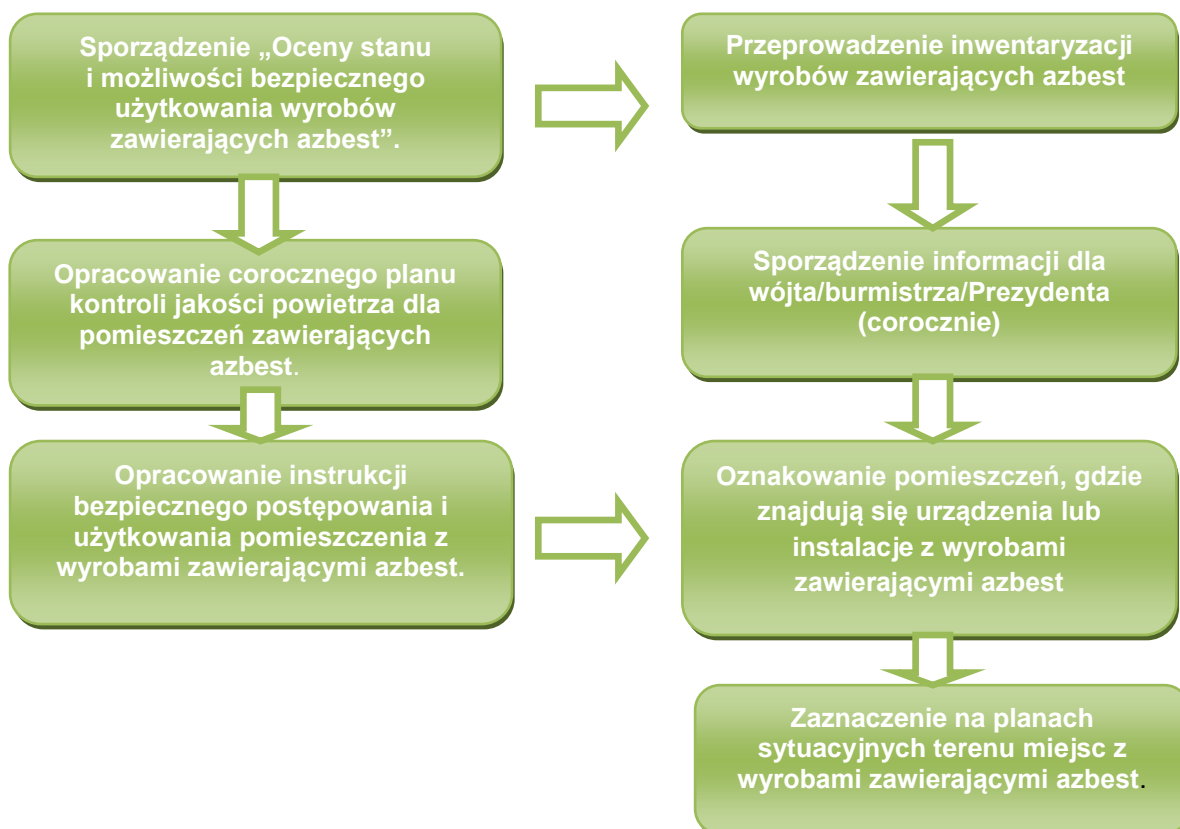 Sporządzenie „Oceny stanu
i możliwości bezpiecznego
użytkowania wyrobów
zawierających azbest”.
Przeprowadzenie inwentaryzacji
wyrobów zawierających azbest
Opracowanie corocznego planu
kontroli jakości powietrza dla
pomieszczeń zawierających
azbest.
Sporządzenie informacji dla
wójta/burmistrza/Prezydenta
(corocznie)
Opracowanie instrukcji
bezpiecznego postępowania i
użytkowania pomieszczenia z
wyrobami zawierającymi azbest.
Oznakowanie pomieszczeń, gdzie
znajdują się urządzenia lub
instalacje z wyrobami
zawierającymi azbest
Zaznaczenie na planach
sytuacyjnych terenu miejsc z
wyrobami zawierającymi azbest.